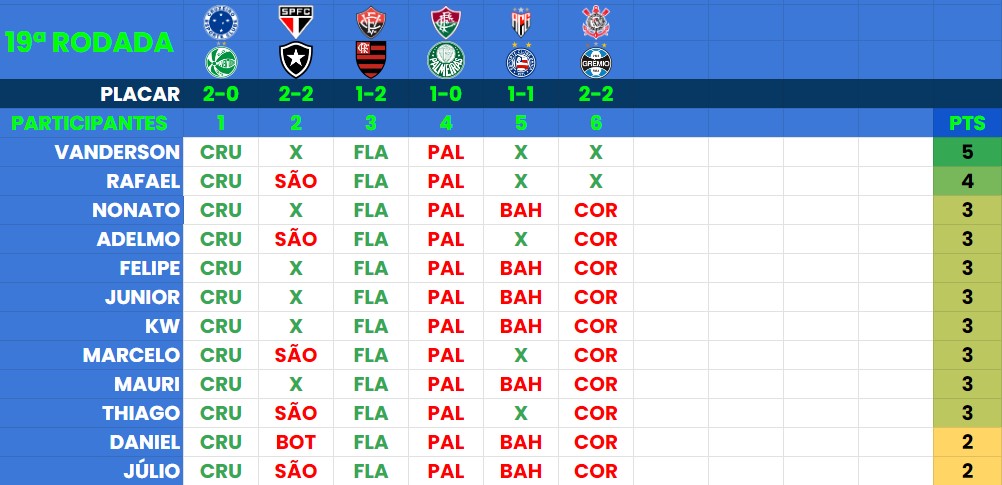 19ª RODADA
SPFC
PALMEIRAS
GRÊMIO
PLACAR 2-0 2-2 1-2 1-0 1-1 2-2
PARTICIPANTES 1 2 3 4 5 6 PTS
VANDERSON CRU X FLA PAL X X 5
RAFAEL CRU SÃO FLA PAL X X 4
NONATO CRU X FLA PAL BAH COR 3
ADELMO CRU SÃO FLA PAL X COR 3
FELIPE CRU X FLA PAL BAH COR 3
JUNIOR CRU X FLA PAL BAH COR 3
KW CRU X FLA PAL BAH COR 3
MARCELO CRU SÃO FLA PAL X COR 3
MAURI CRU X FLA PAL BAH COR 3
THIAGO CRU SÃO FLA PAL X COR 3
DANIEL CRU BOT FLA PAL BAH COR 2
JÚLIO CRU SÃO FLA PAL BAH COR 2